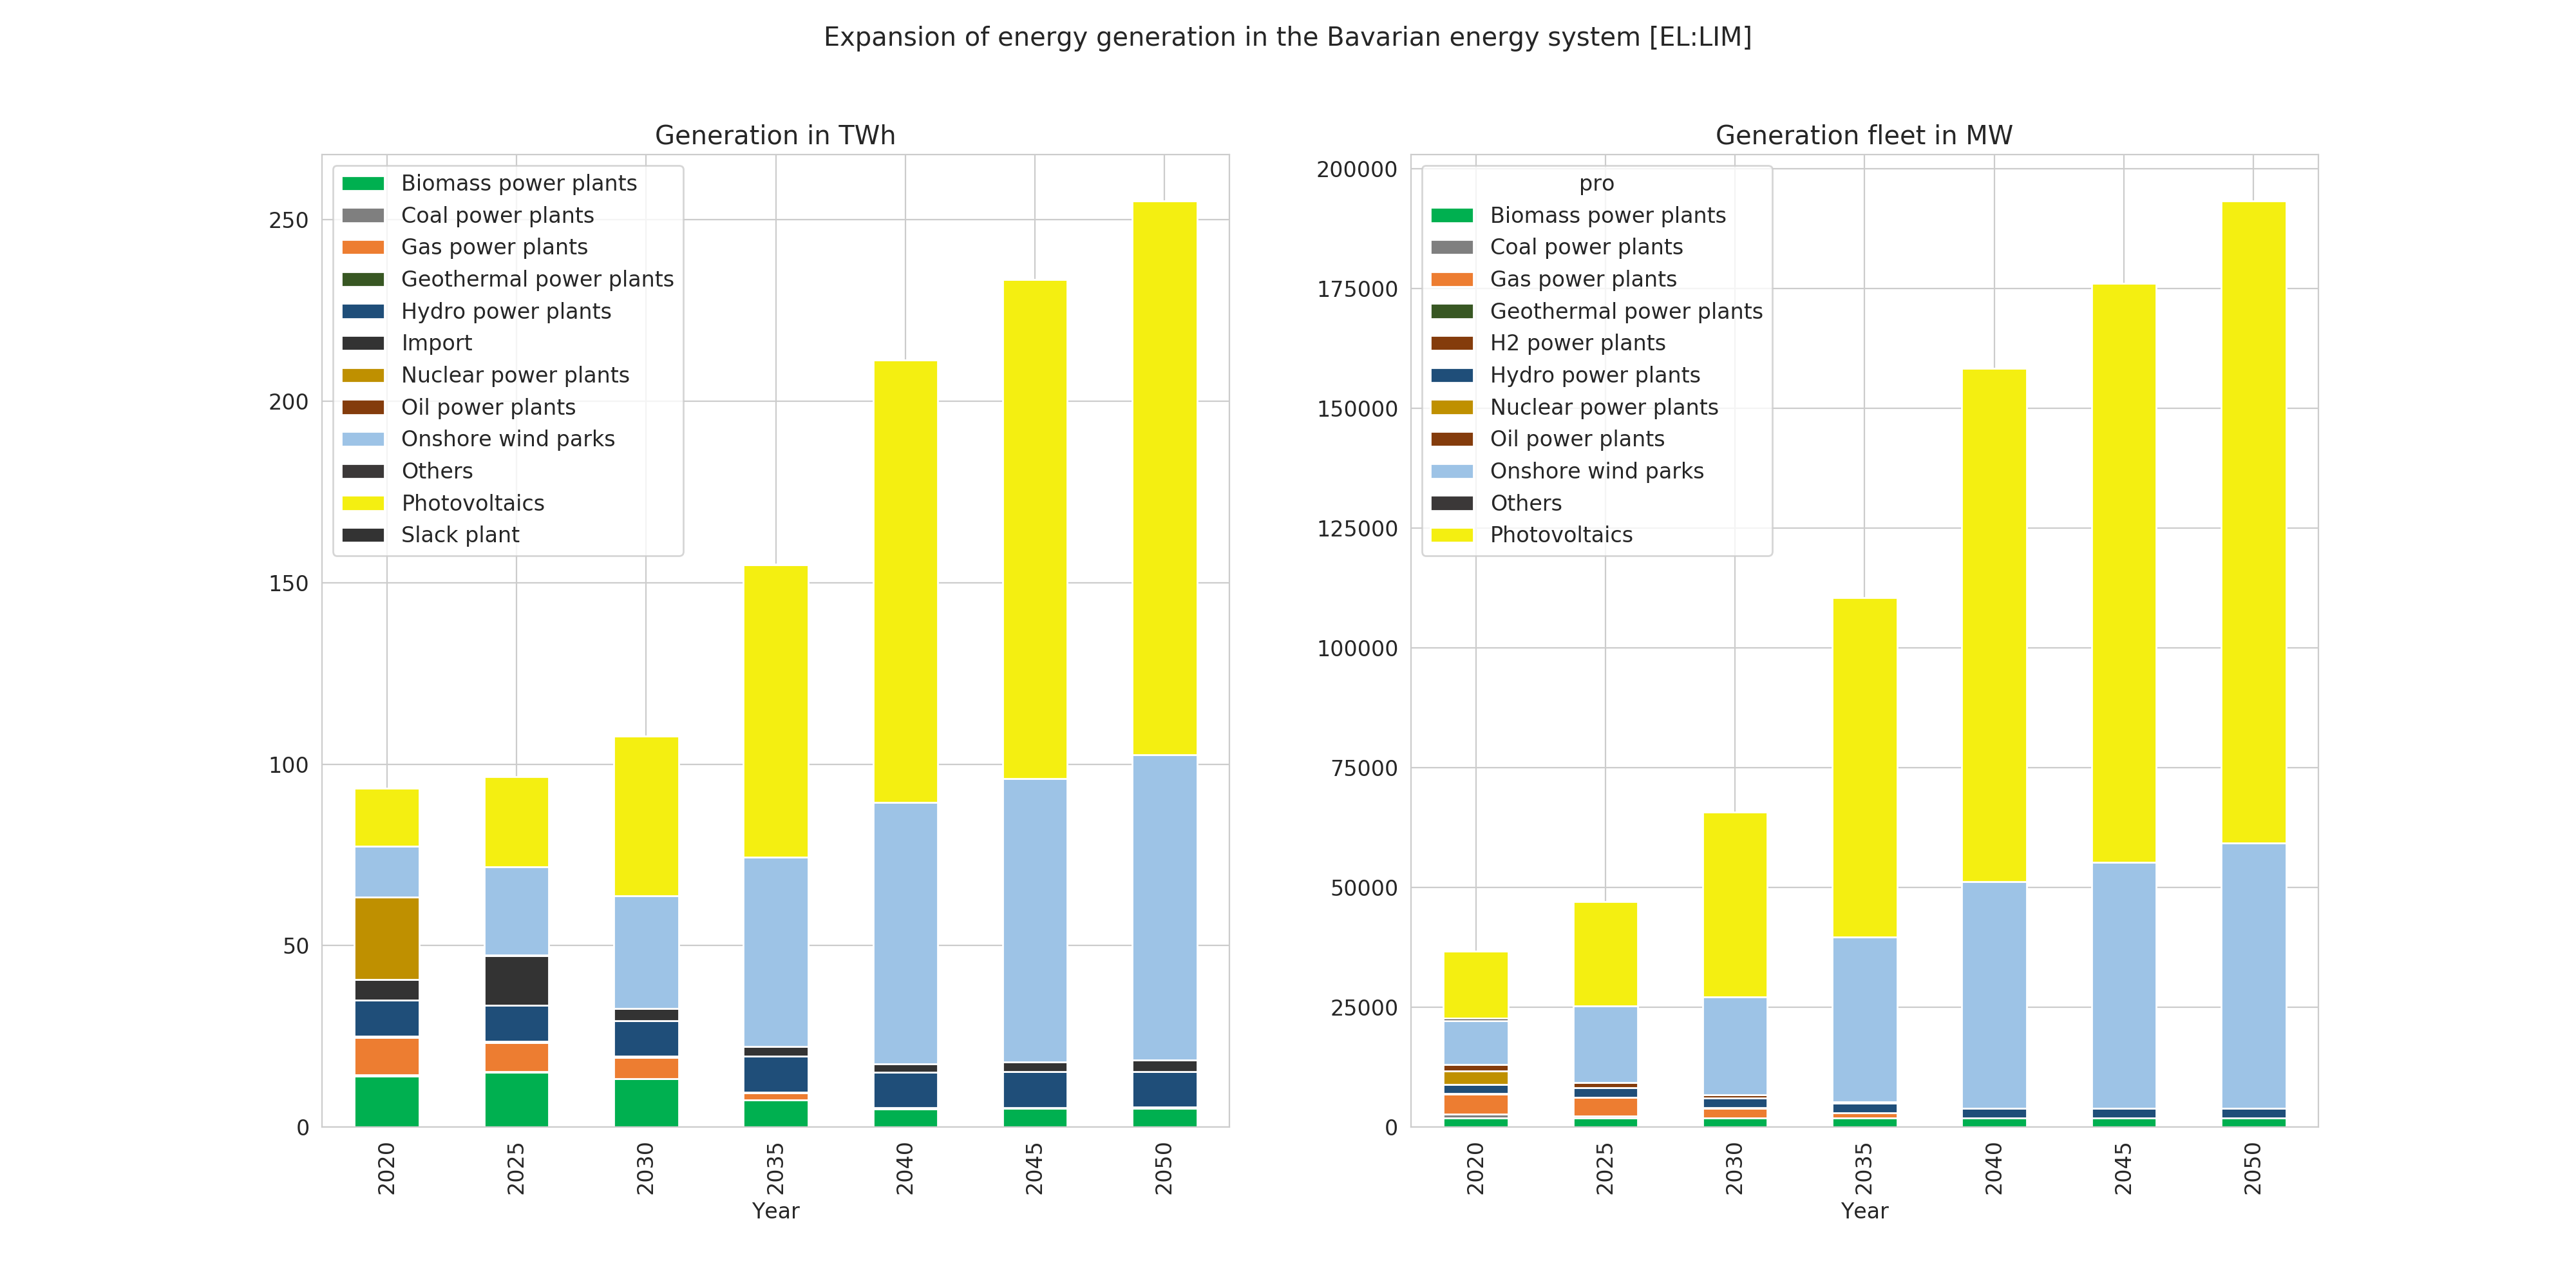 Expansion of energy generation in the Bavarian energy system [EL:LIM]
Generation in TWh
250
200
150
100
50
0
Biomass power plants
Coal power plants
Gas power plants
Geothermal power plants
Hydro power plants
Import
Nuclear power plants
Oil power plants
Onshore wind parks
Others
Photovoltaics
Slack plant
2020
2025
2030
2035
2040
2045
2050
Year
Generation fleet in MW
200000
175000
150000
125000
100000
75000
50000
25000
0
pro
Biomass power plants
Coal power plants
Gas power plants
Geothermal power plants
H2 power plants
Hydro power plants
Nuclear power plants
Oil power plants
Onshore wind parks
Others
Photovoltaics
2020
2025
2030
2035
2040
2045
2050
Year